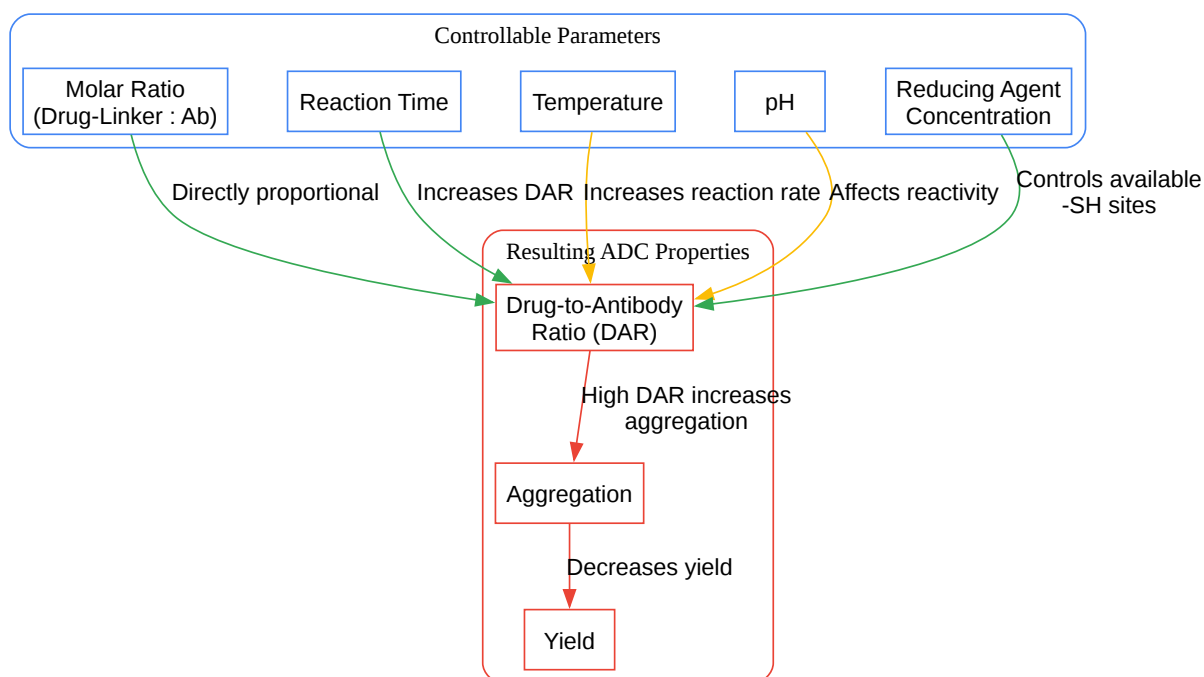 Controllable Parameters
Molar Ratio
(Drug-Linker : Ab)
Reaction Time
Temperature
pH
Reducing Agent
Concentration
Directly proportional
Increases DAR
Increases reaction rate
Affects reactivity
Controls available
-SH sites
Resulting ADC Properties
Drug-to-Antibody
Ratio (DAR)
High DAR increases
aggregation
Aggregation
Decreases yield
Yield